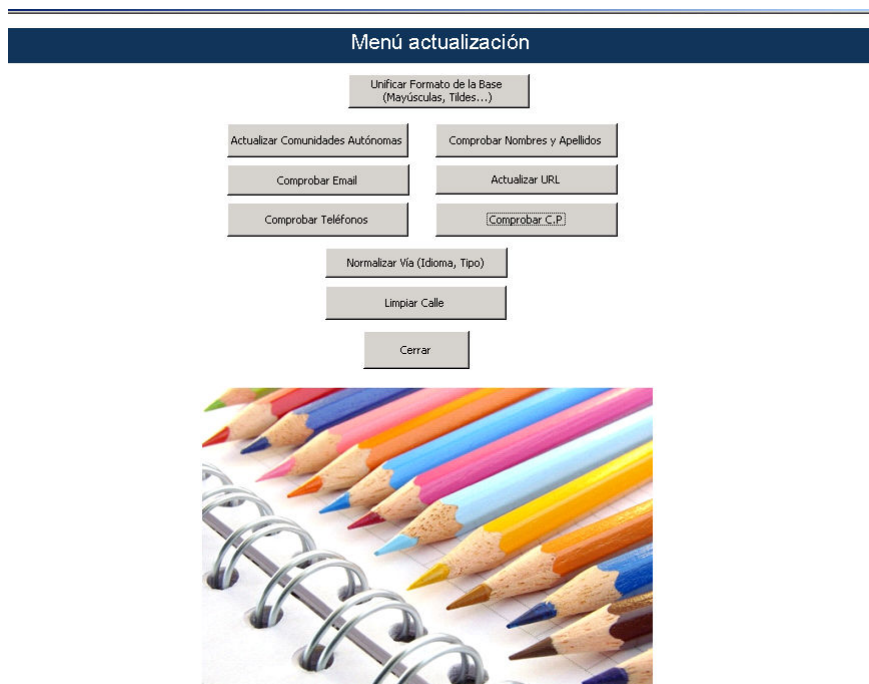 Menú actualización
Unificar Formato de la Base
(Mayúsculas, Tildes...)
Actualizar Comunidades Autónomas
Comprobar Nombres y Apellidos
Comprobar Email
Actualizar URL
Comprobar Teléfonos
Comprobar C.P
Normalizar Vía (Idioma, Tipo)
Limpiar Calle
Cerrar